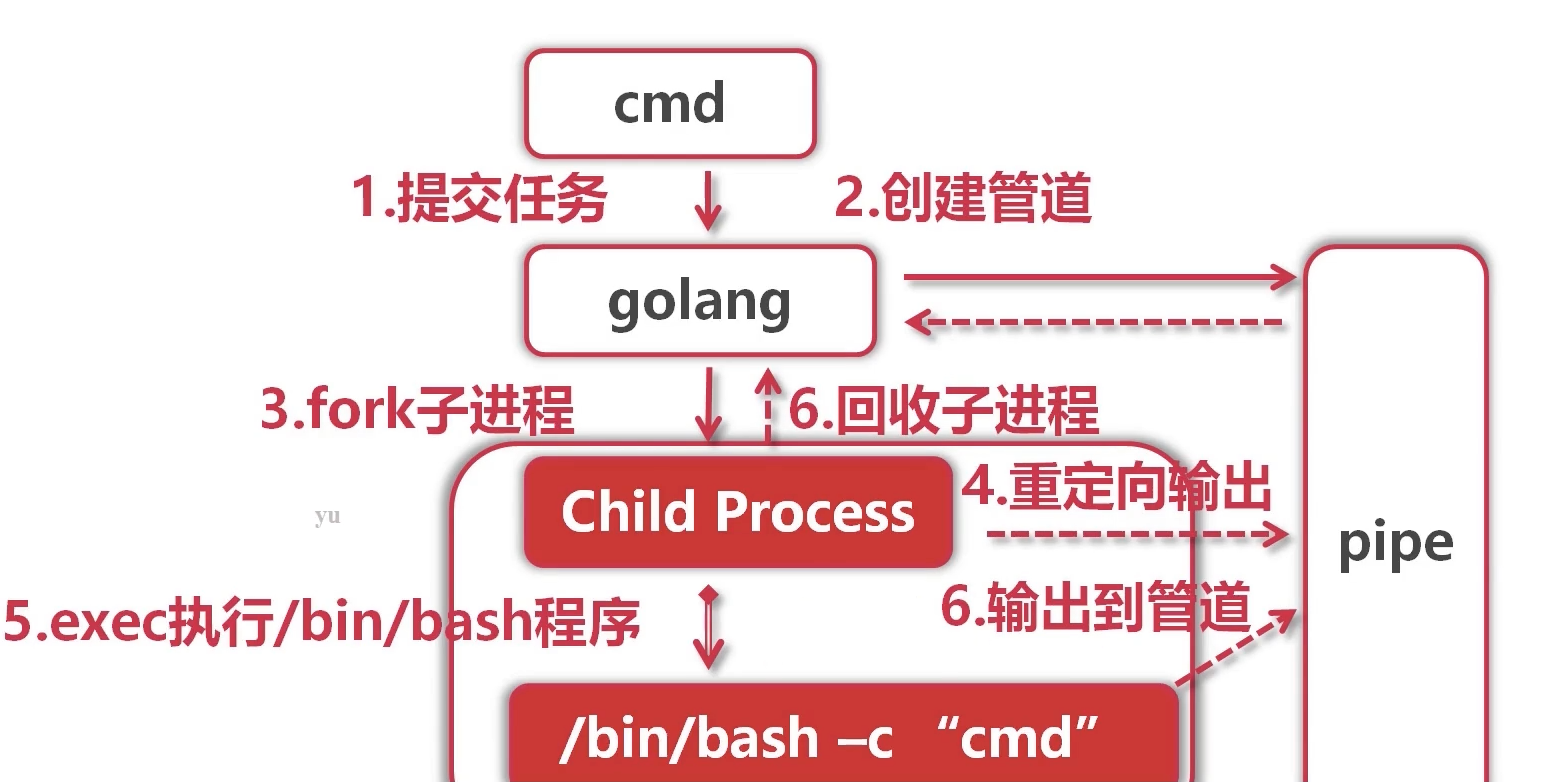 cmd
1.提交任务
2.创建管道
golang
3.fork子进程
6.回收子进程
4.重定向输出
Child Process
yu
pipe
5.exec执行/bin/bash程序
6.输出到管道
/bin/bash –c “cmd”